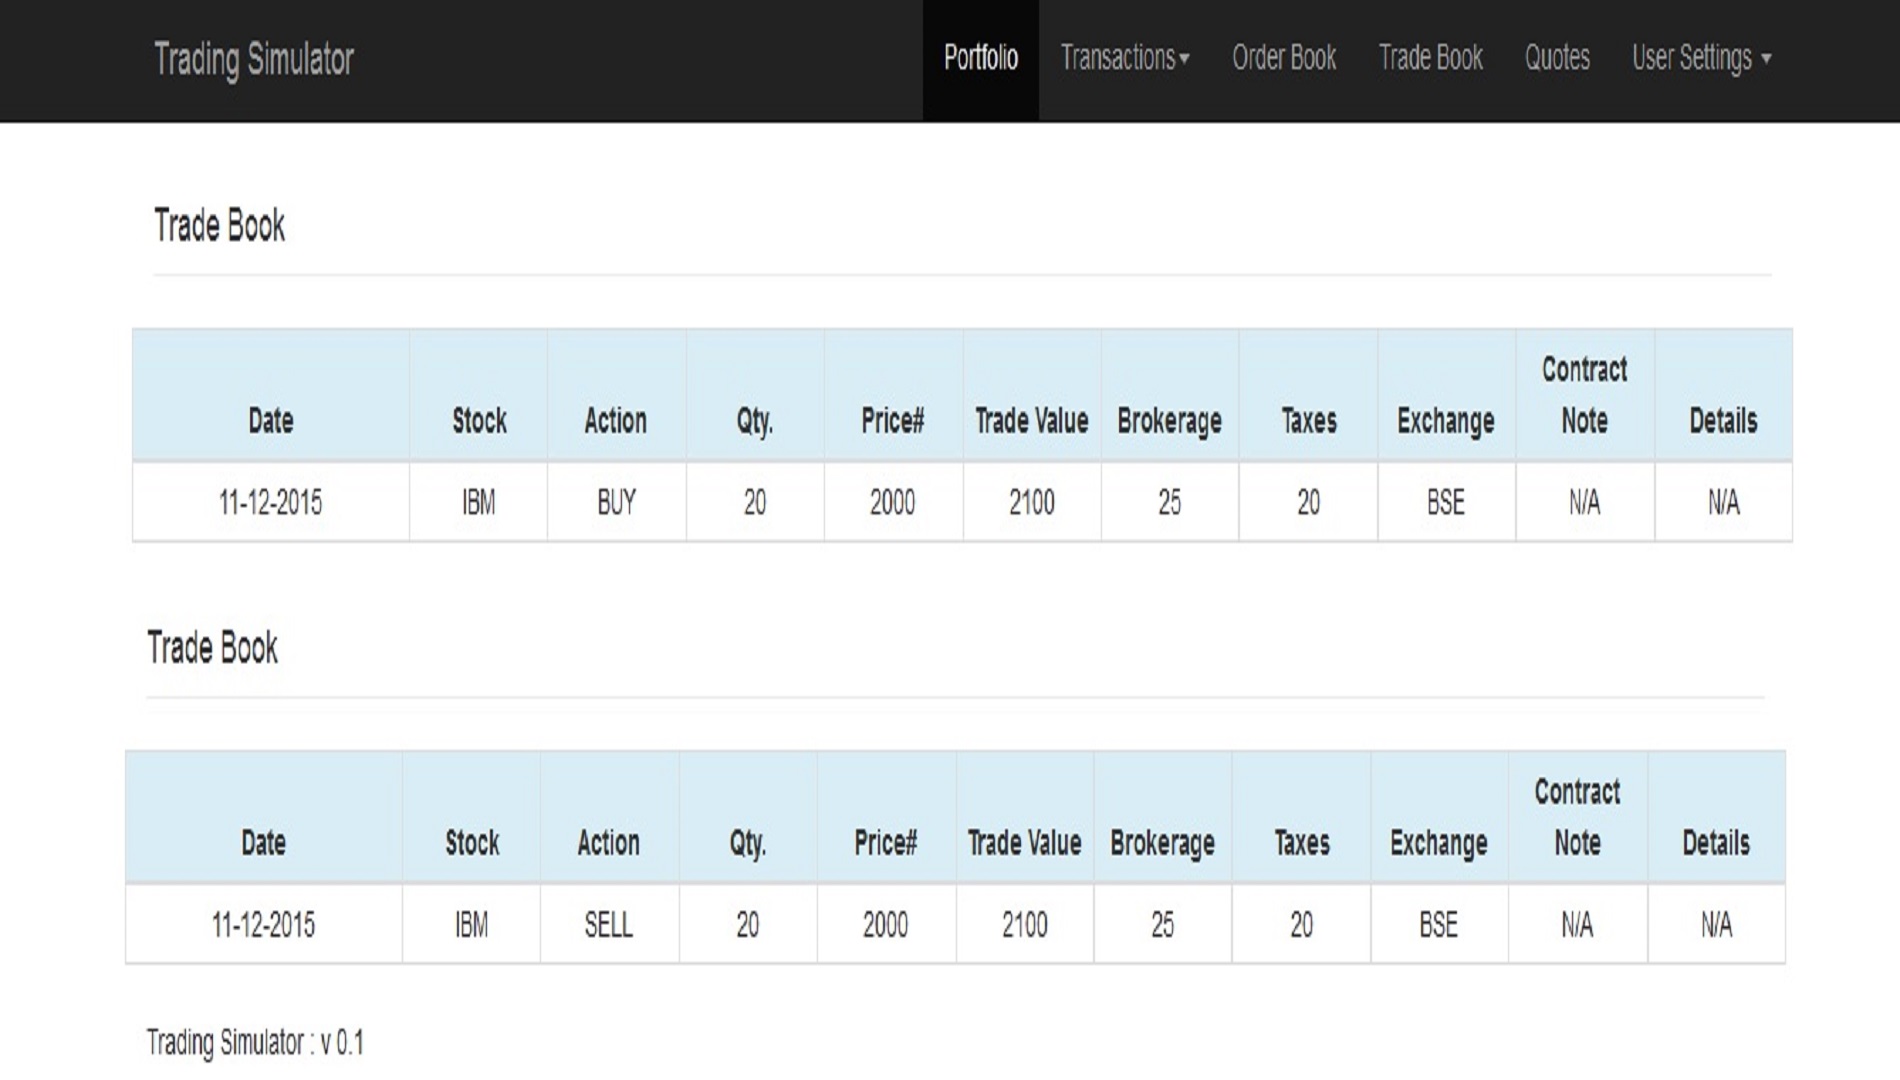 Trading Simulator Portfolio Transactions Order Book Trade Book Quotes User Settings
Trade Book
Date Stock Action Qty. Price# Trade Value Brokerage Taxes Exchange Contract Note Details
11-12-2015 IBM BUY 20 2000 2100 25 20 BSE N/A N/A
Trade Book
Date Stock Action Qty. Price# Trade Value Brokerage Taxes Exchange Contract Note Details
11-12-2015 IBM SELL 20 2000 2100 25 20 BSE N/A N/A
Trading Simulator : v 0.1